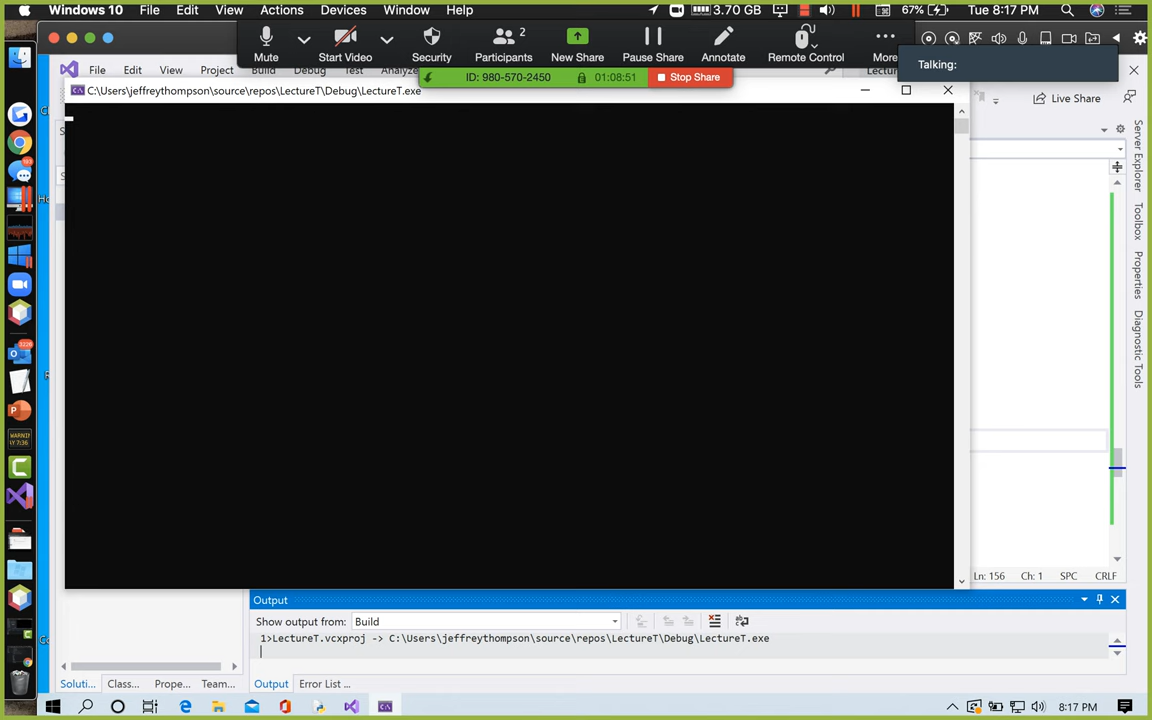 Windows 10 File Edit View Actions Devices Window Help 3.70 GB 67% Tue 8:17 PM
Mute Start Video Security Participants 2 New Share Pause Share Annotate Remote Control More
Talking:
ID: 980-570-2450 01:08:51 Stop Share
File Edit View Project Build Debug Test Analyze
Live Share
C:\Users\jeffreythompson\source\repos\LectureT\Debug\LectureT.exe
Server Explorer
Toolbox
Properties
Diagnostic Tools
Ln: 156 Ch: 1 SPC CRLF
Output
Show output from: Build
1>LectureT.vcxproj -> C:\Users\jeffreythompson\source\repos\LectureT\Debug\LectureT.exe
Soluti... Class... Prope... Team... Output Error List ...
8:17 PM